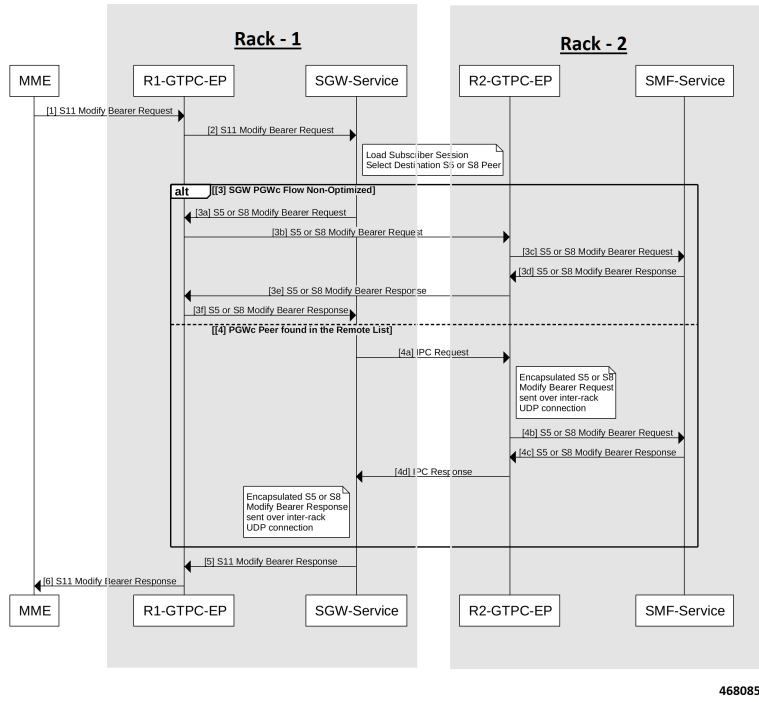 Rack - 1
Rack - 2
MME
R1-GTPC-EP
SGW-Service
R2-GTPC-EP
SMF-Service
[1] S11 Modify Bearer Request
[2] S11 Modify Bearer Request
Load Subscriber Session
Select Destination S5 or S8 Peer
alt
[[3] SGW PGWc Flow Non-Optimized]
[3a] S5 or S8 Modify Bearer Request
[3b] S5 or S8 Modify Bearer Request
[3c] S5 or S8 Modify Bearer Request
[3d] S5 or S8 Modify Bearer Response
[3e] S5 or S8 Modify Bearer Response
[3f] S5 or S8 Modify Bearer Response
[[4] PGWc Peer found in the Remote List]
[4a] IPC Request
Encapsulated S5 or S8
Modify Bearer Request
sent over inter-rack
UDP connection
[4b] S5 or S8 Modify Bearer Request
[4c] S5 or S8 Modify Bearer Response
[4d] IPC Response
Encapsulated S5 or S8
Modify Bearer Response
sent over inter-rack
UDP connection
[5] S11 Modify Bearer Response
[6] S11 Modify Bearer Response
MME
R1-GTPC-EP
SGW-Service
R2-GTPC-EP
SMF-Service
468085